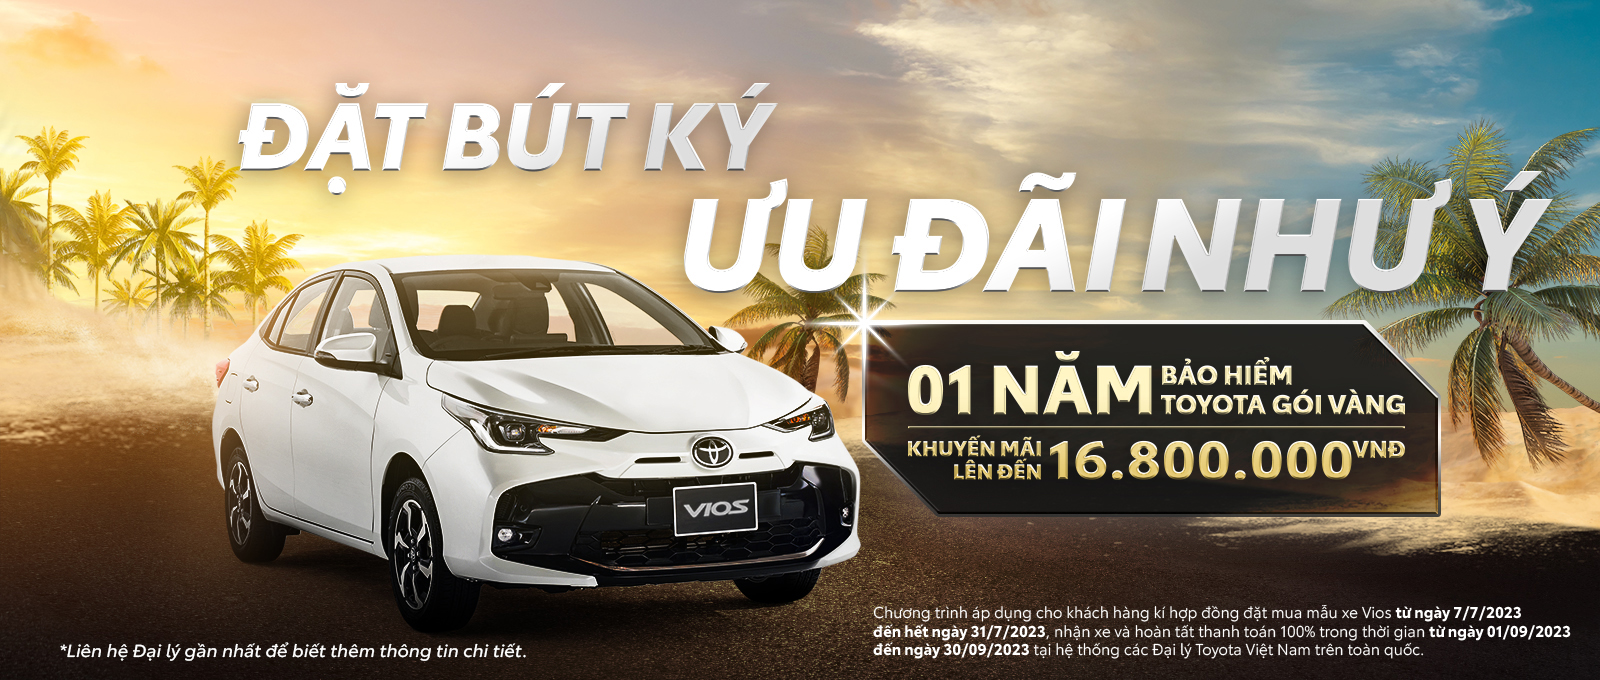 ĐẶT BÚT KÝ
ƯU ĐÃI NHƯ Ý
01 NĂM BẢO HIỂM
TOYOTA GÓI VÀNG
KHUYẾN MÃI
LÊN ĐẾN 16.800.000 VNĐ
VIOS
Chương trình áp dụng cho khách hàng kí hợp đồng đặt mua mẫu xe Vios từ ngày 7/7/2023
đến hết ngày 31/7/2023, nhận xe và hoàn tất thanh toán 100% trong thời gian từ ngày 01/09/2023
đến ngày 30/09/2023 tại hệ thống các Đại lý Toyota Việt Nam trên toàn quốc.
*Liên hệ Đại lý gần nhất để biết thêm thông tin chi tiết.